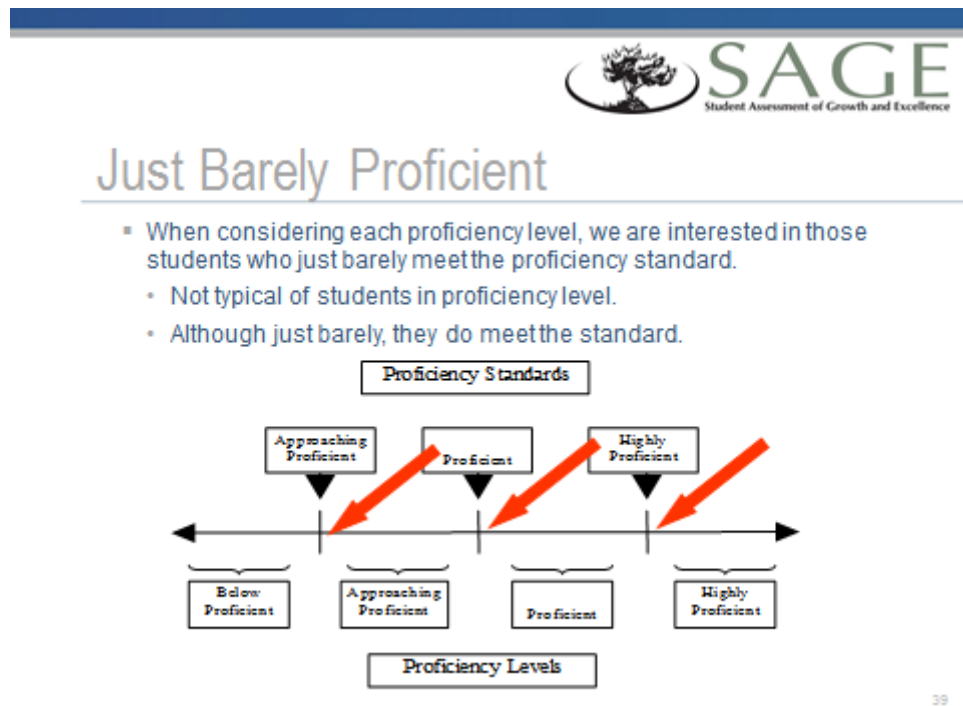 SAGE
Student Assessment of Growth and Excellence
Just Barely Proficient
▪ When considering each proficiency level, we are interested in those
students who just barely meet the proficiency standard.
• Not typical of students in proficiency level.
• Although just barely, they do meet the standard.
Proficiency Standards
Approaching
Proficient
Proficient
Highly
Proficient
Below
Proficient
Approaching
Proficient
Proficient
Highly
Proficient
Proficiency Levels
39